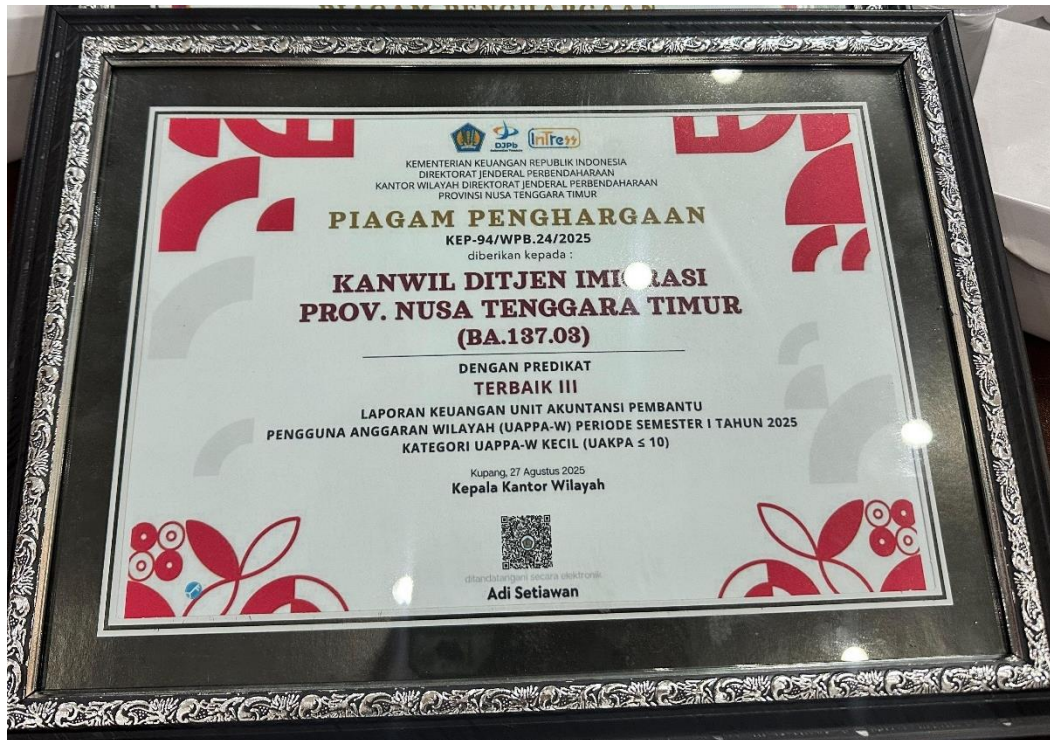 PIAGAM PENGHARGAAN
DJPb
InTress
KEMENTERIAN KEUANGAN REPUBLIK INDONESIA
DIREKTORAT JENDERAL PERBENDAHARAAN
KANTOR WILAYAH DIREKTORAT JENDERAL PERBENDAHARAAN
PROVINSI NUSA TENGGARA TIMUR
PIAGAM PENGHARGAAN
KEP-94/WPB.24/2025
diberikan kepada :
KANWIL DITJEN IMIGRASI
PROV. NUSA TENGGARA TIMUR
(BA.137.03)
DENGAN PREDIKAT
TERBAIK III
LAPORAN KEUANGAN UNIT AKUNTANSI PEMBANTU
PENGGUNA ANGGARAN WILAYAH (UAPPA-W) PERIODE SEMESTER I TAHUN 2025
KATEGORI UAPPA-W KECIL (UAKPA ≤ 10)
Kupang, 27 Agustus 2025
Kepala Kantor Wilayah
ditandatangani secara elektronik
Adi Setiawan